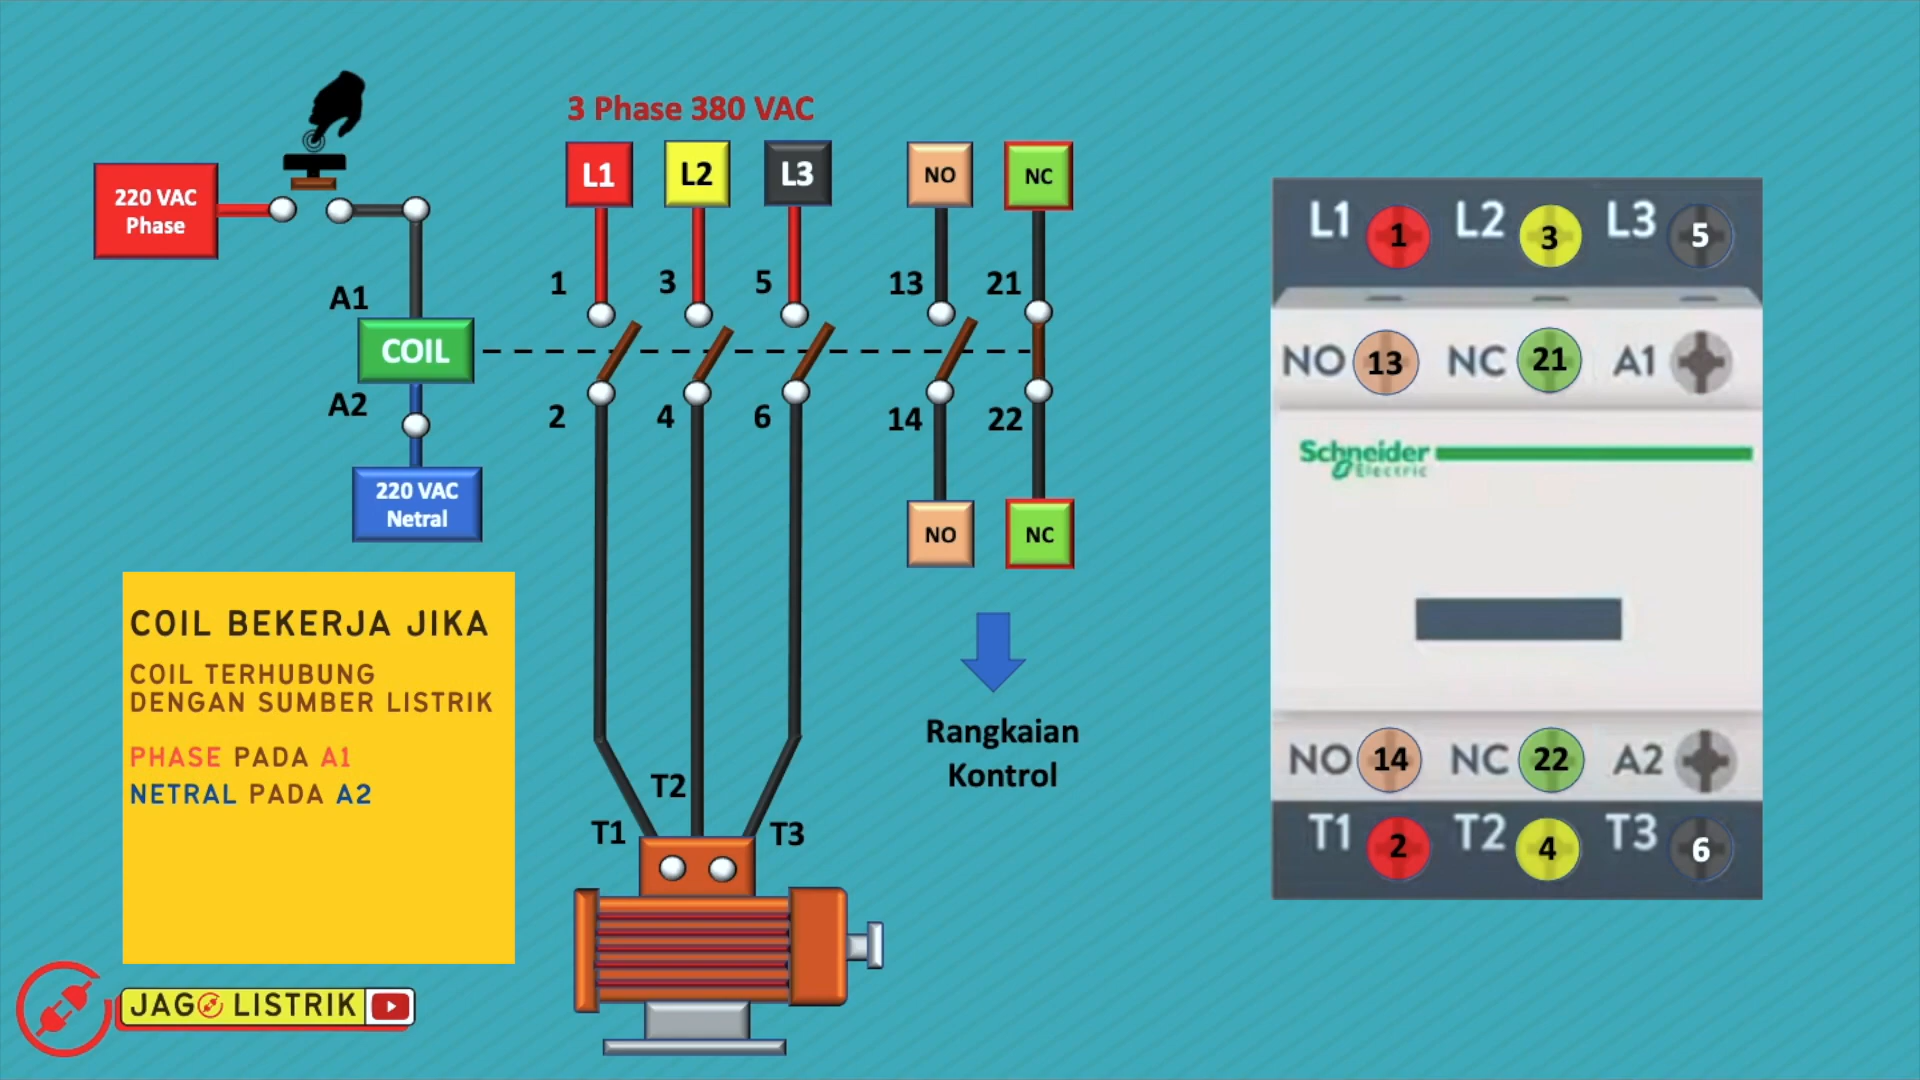 3 Phase 380 VAC
220 VAC
Phase
L1
L2
L3
NO
NC
1
3
5
13
21
A1
COIL
A2
2
4
6
14
22
220 VAC
Netral
NO
NC
COIL BEKERJA JIKA
COIL TERHUBUNG
DENGAN SUMBER LISTRIK
PHASE PADA A1
NETRAL PADA A2
Rangkaian
Kontrol
T2
T1
T3
JAGO LISTRIK
L1 1 L2 3 L3 5
NO 13 NC 21 A1
Schneider
Electric
NO 14 NC 22 A2
T1 2 T2 4 T3 6